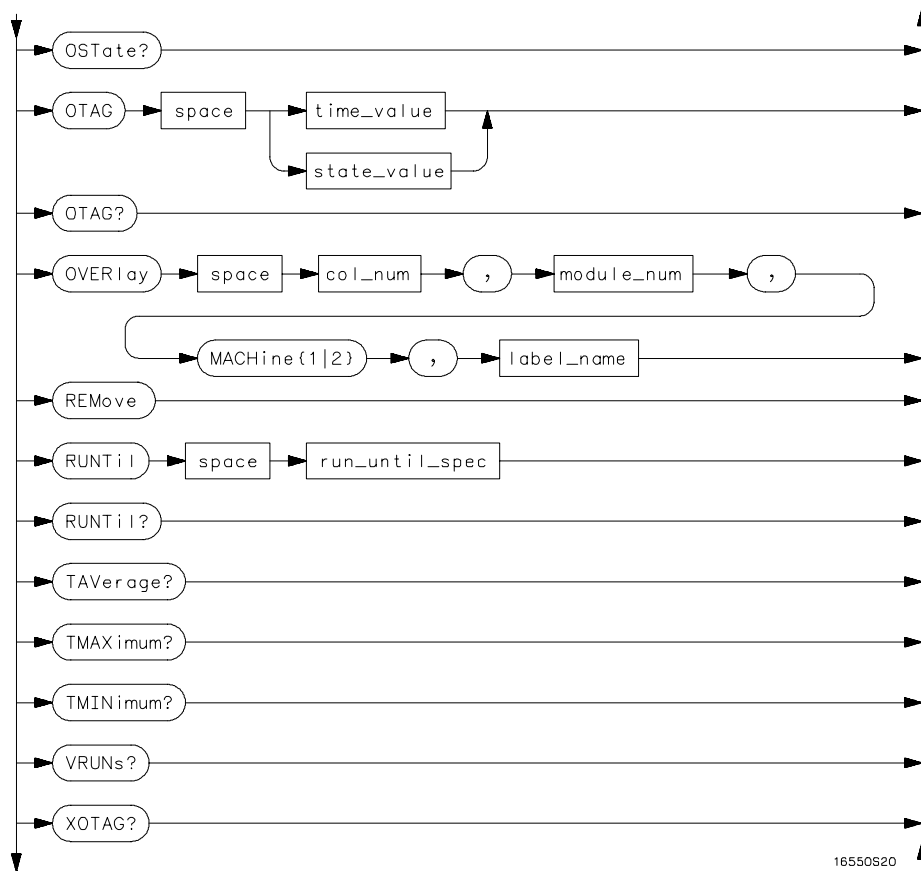 OSTate?
OTAG space time_value
state_value
OTAG?
OVERlay space col_num , module_num ,
MACHine{1|2} , label_name
REMove
RUNTil space run_until_spec
RUNTil?
TAVerage?
TMAXimum?
TMINimum?
VRUNs?
XOTAG?
16550S20